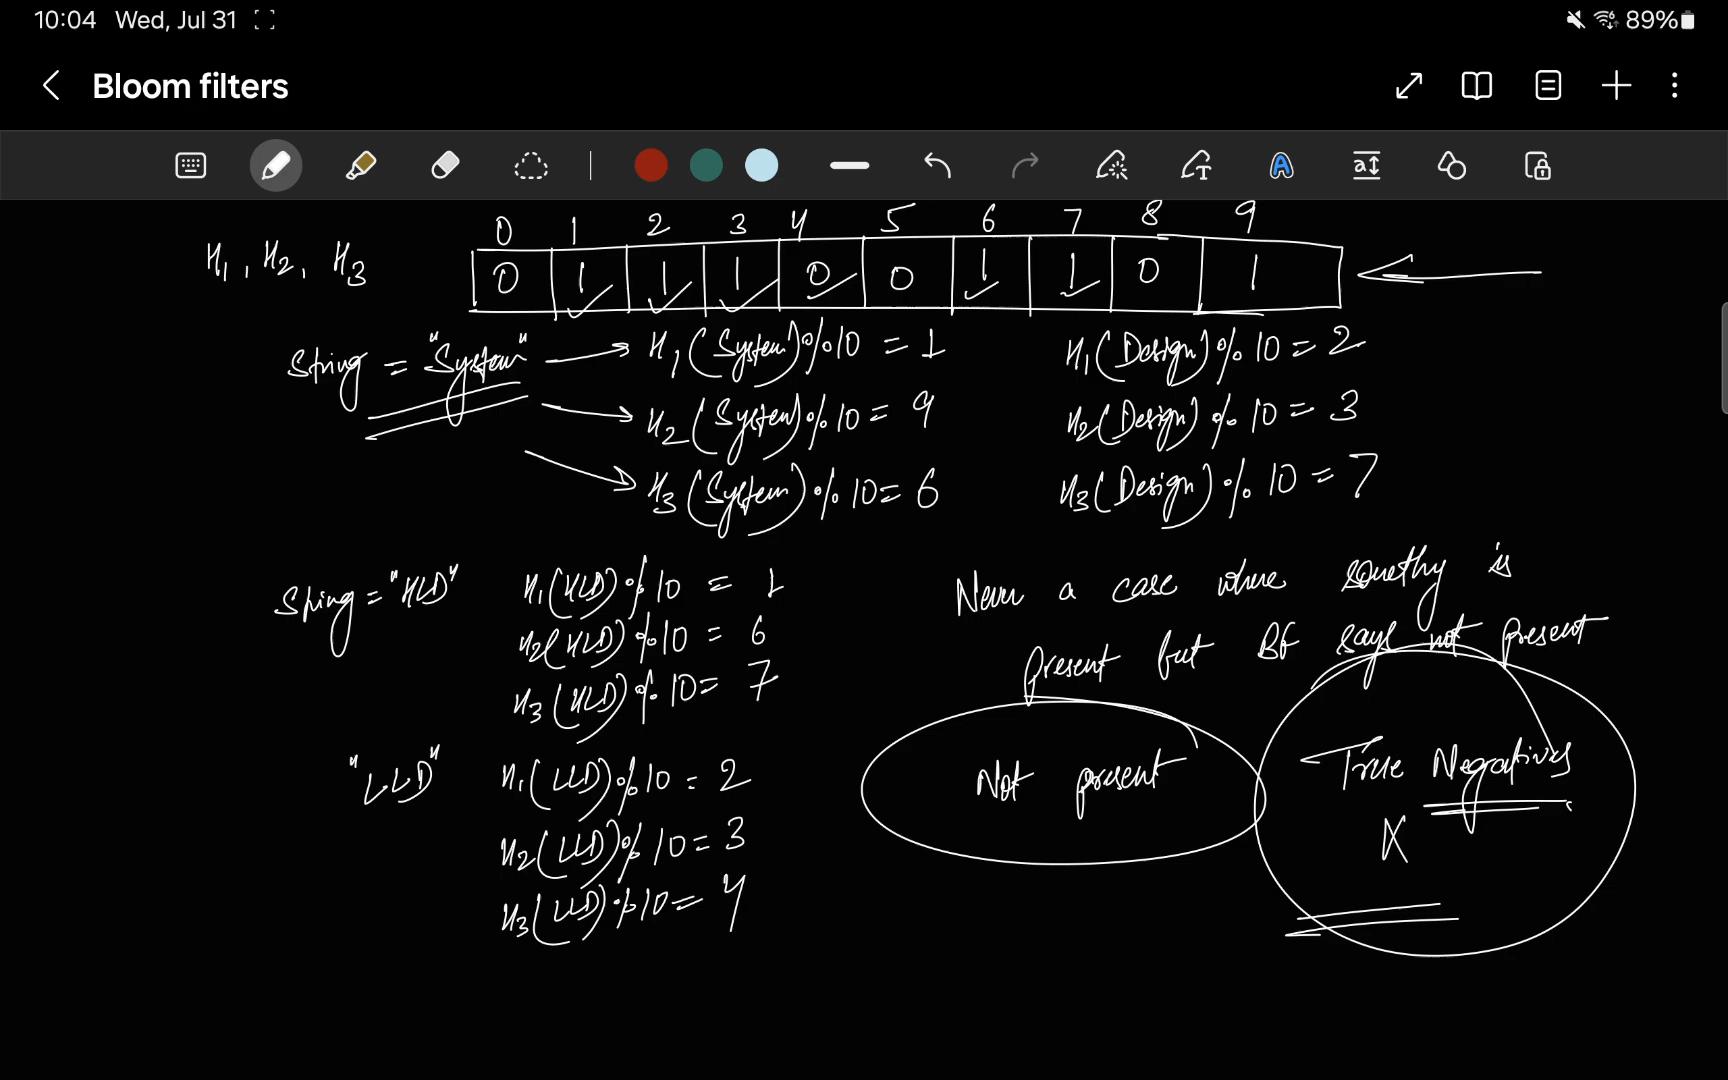 10:04 Wed, Jul 31
89%
Bloom filters
0 1 2 3 4 5 6 7 8 9
H1, H2, H3
0 1 1 1 0 0 1 1 0 1
String = "System"
H1(System)%10 = 1
H2(System)%10 = 9
H3(System)%10 = 6
H1(Design)%10 = 2
H2(Design)%10 = 3
H3(Design)%10 = 7
String = "HLD"
H1(HLD)%10 = 1
H2(HLD)%10 = 6
H3(HLD)%10 = 7
"LLD"
H1(LLD)%10 = 2
H2(LLD)%10 = 3
H3(LLD)%10 = 4
Never a case where somethy is
present but BF says not present
Not present
True Negatives
X